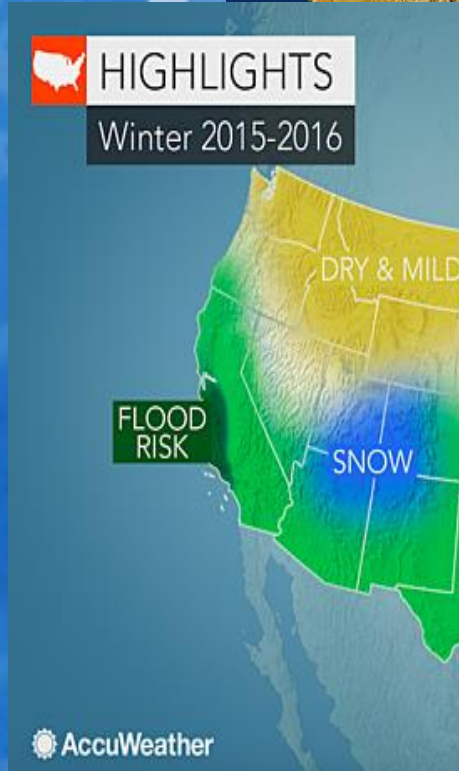 HIGHLIGHTS
Winter 2015-2016
DRY & MILD
FLOOD
RISK
SNOW
AccuWeather